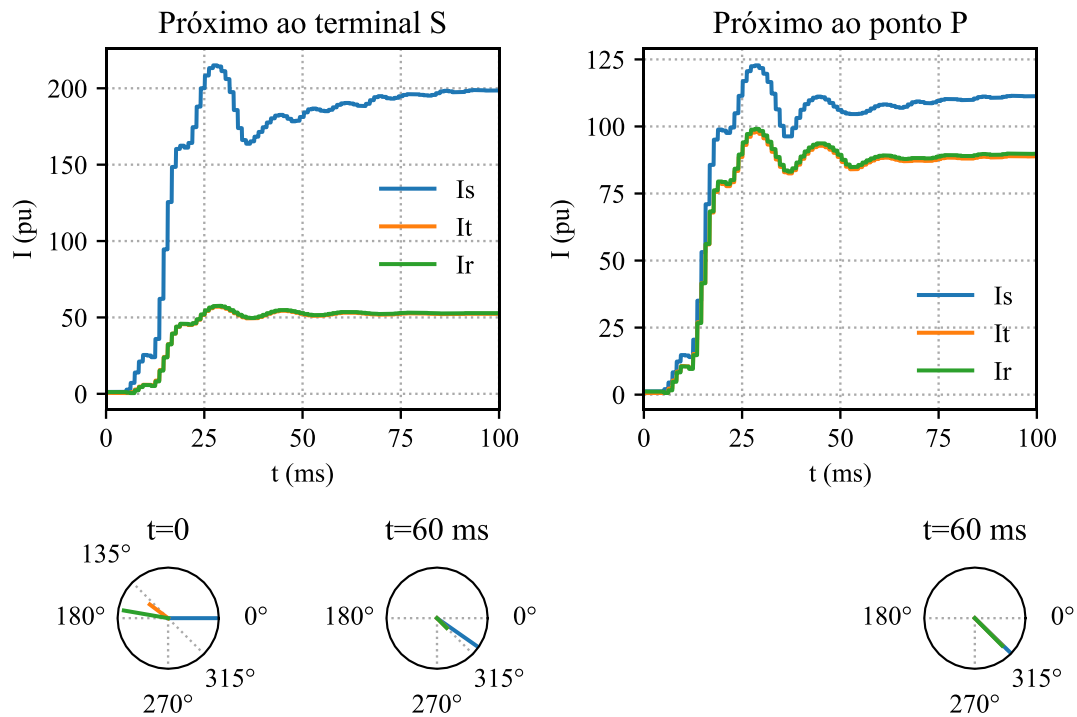 Próximo ao terminal S
Próximo ao ponto P
I (pu)
200
150
100
50
0
Is
It
Ir
0 25 50 75 100
t (ms)
I (pu)
125
100
75
50
25
0
Is
It
Ir
0 25 50 75 100
t (ms)
t=0
135°
180°
0°
315°
270°
t=60 ms
180°
0°
315°
270°
t=60 ms
180°
0°
315°
270°